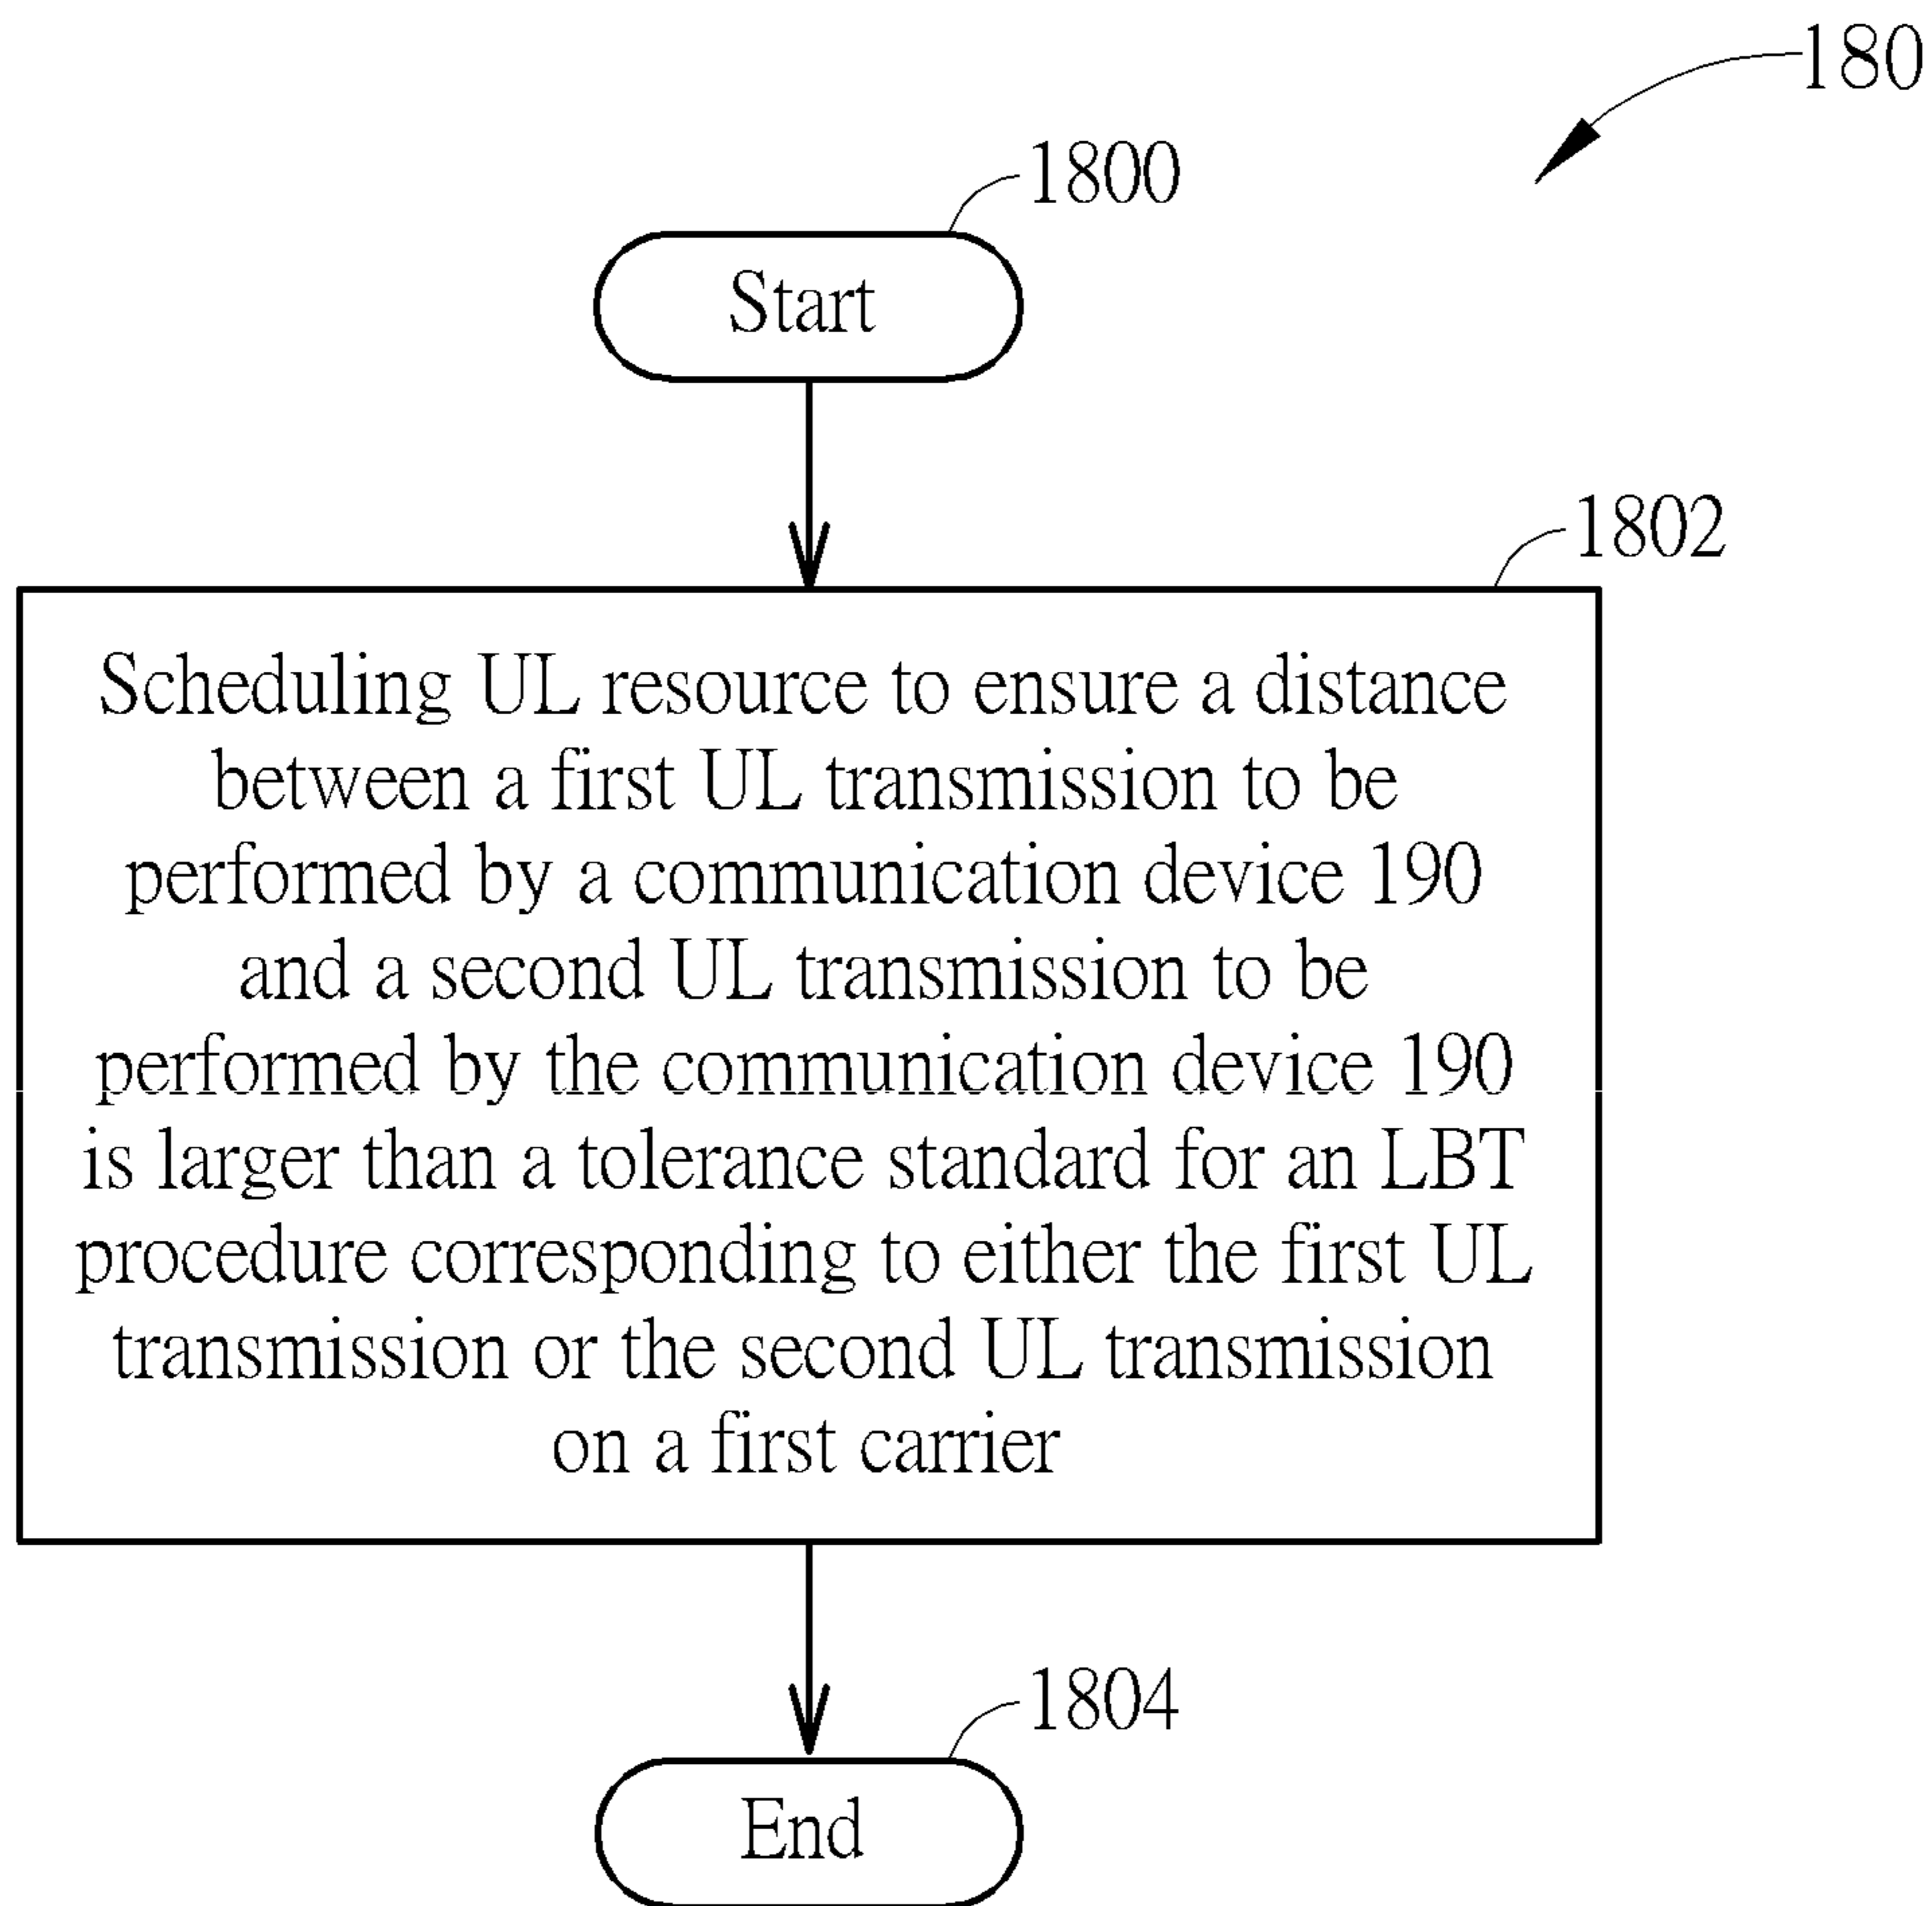 180
1800
Start
1802
Scheduling UL resource to ensure a distance
between a first UL transmission to be
performed by a communication device 190
and a second UL transmission to be
performed by the communication device 190
is larger than a tolerance standard for an LBT
procedure corresponding to either the first UL
transmission or the second UL transmission
on a first carrier
1804
End